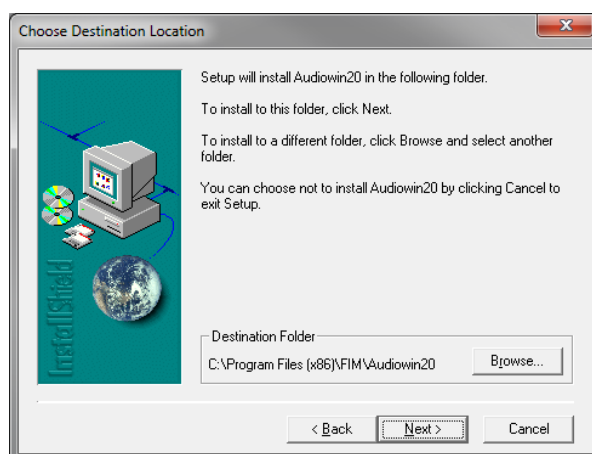 Choose Destination Location
Setup will install Audiowin20 in the following folder.
To install to this folder, click Next.
To install to a different folder, click Browse and select another
folder.
You can choose not to install Audiowin20 by clicking Cancel to
exit Setup.
InstallShield
Destination Folder
C:\Program Files (x86)\FIM\Audiowin20
Browse...
< Back
Next >
Cancel